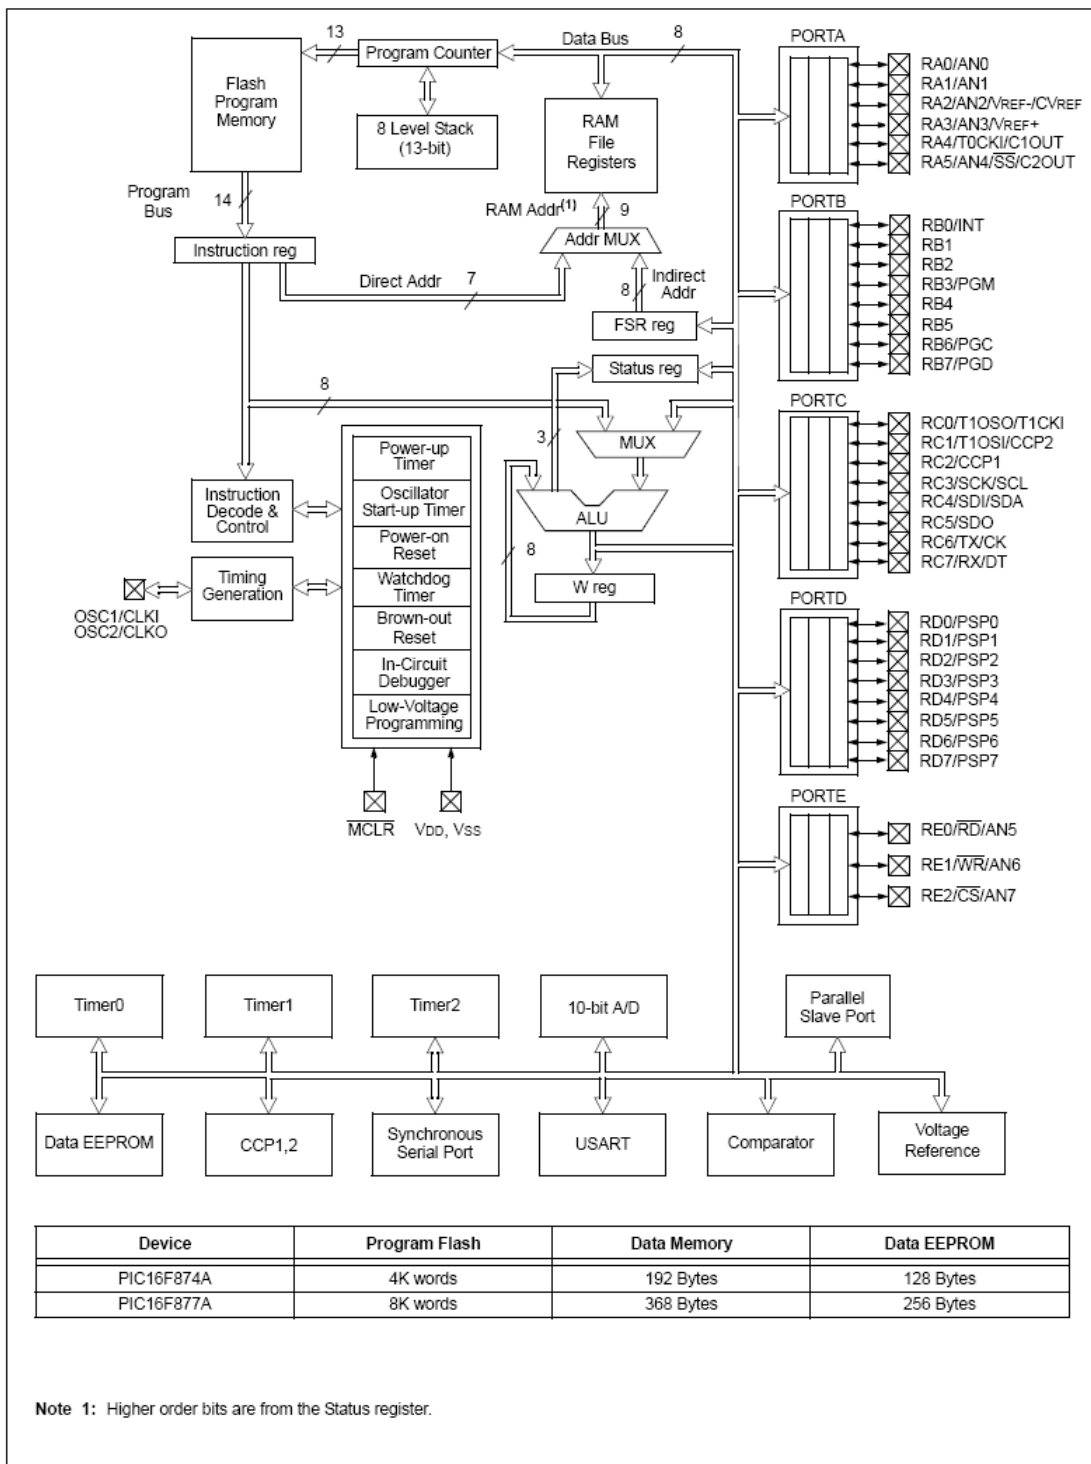 13
Program Counter
Data Bus
8
PORTA
Flash
Program
Memory
8 Level Stack
(13-bit)
RAM
File
Registers
RA0/AN0
RA1/AN1
RA2/AN2/VREF-/CVREF
RA3/AN3/VREF+
RA4/T0CKI/C1OUT
RA5/AN4/SS/C2OUT
Program
Bus
14
RAM Addr(1)
9
PORTB
Instruction reg
Addr MUX
Direct Addr
7
8
Indirect
Addr
FSR reg
RB0/INT
RB1
RB2
RB3/PGM
RB4
RB5
RB6/PGC
RB7/PGD
Status reg
8
PORTC
3
MUX
Power-up
Timer
RC0/T1OSO/T1CKI
RC1/T1OSI/CCP2
RC2/CCP1
RC3/SCK/SCL
RC4/SDI/SDA
RC5/SDO
RC6/TX/CK
RC7/RX/DT
Instruction
Decode &
Control
Oscillator
Start-up Timer
ALU
Power-on
Reset
8
Timing
Generation
Watchdog
Timer
W reg
OSC1/CLKI
OSC2/CLKO
Brown-out
Reset
PORTD
In-Circuit
Debugger
Low-Voltage
Programming
RD0/PSP0
RD1/PSP1
RD2/PSP2
RD3/PSP3
RD4/PSP4
RD5/PSP5
RD6/PSP6
RD7/PSP7
MCLR
VDD, VSS
PORTE
RE0/RD/AN5
RE1/WR/AN6
RE2/CS/AN7
Timer0
Timer1
Timer2
10-bit A/D
Parallel
Slave Port
Data EEPROM
CCP1,2
Synchronous
Serial Port
USART
Comparator
Voltage
Reference
Device Program Flash Data Memory Data EEPROM
PIC16F874A 4K words 192 Bytes 128 Bytes
PIC16F877A 8K words 368 Bytes 256 Bytes
Note 1: Higher order bits are from the Status register.